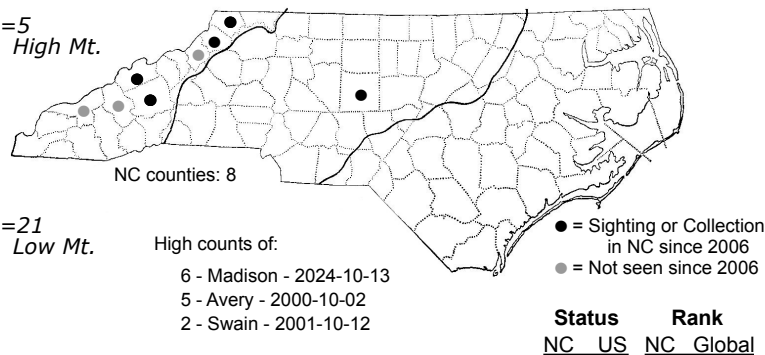 =5
High Mt.
NC counties: 8
=21
Low Mt.
High counts of:
6 - Madison - 2024-10-13
5 - Avery - 2000-10-02
2 - Swain - 2001-10-12
= Sighting or Collection
in NC since 2006
= Not seen since 2006
Status Rank
NC US NC Global